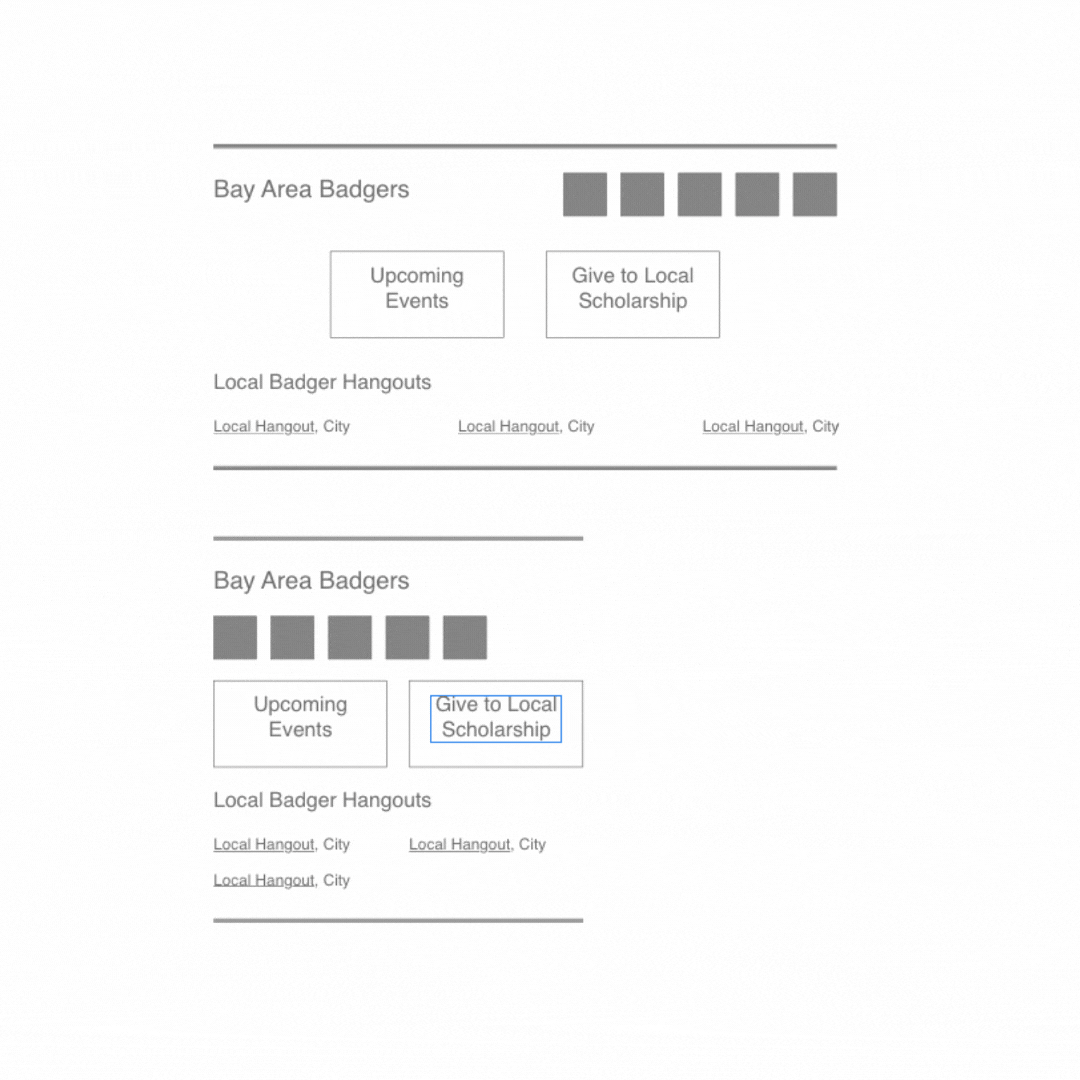 Bay Area Badgers
Upcoming
Events
Give to Local
Scholarship
Local Badger Hangouts
Local Hangout, City
Local Hangout, City
Local Hangout, City
Bay Area Badgers
Upcoming
Events
Give to Local
Scholarship
Local Badger Hangouts
Local Hangout, City
Local Hangout, City
Local Hangout, City